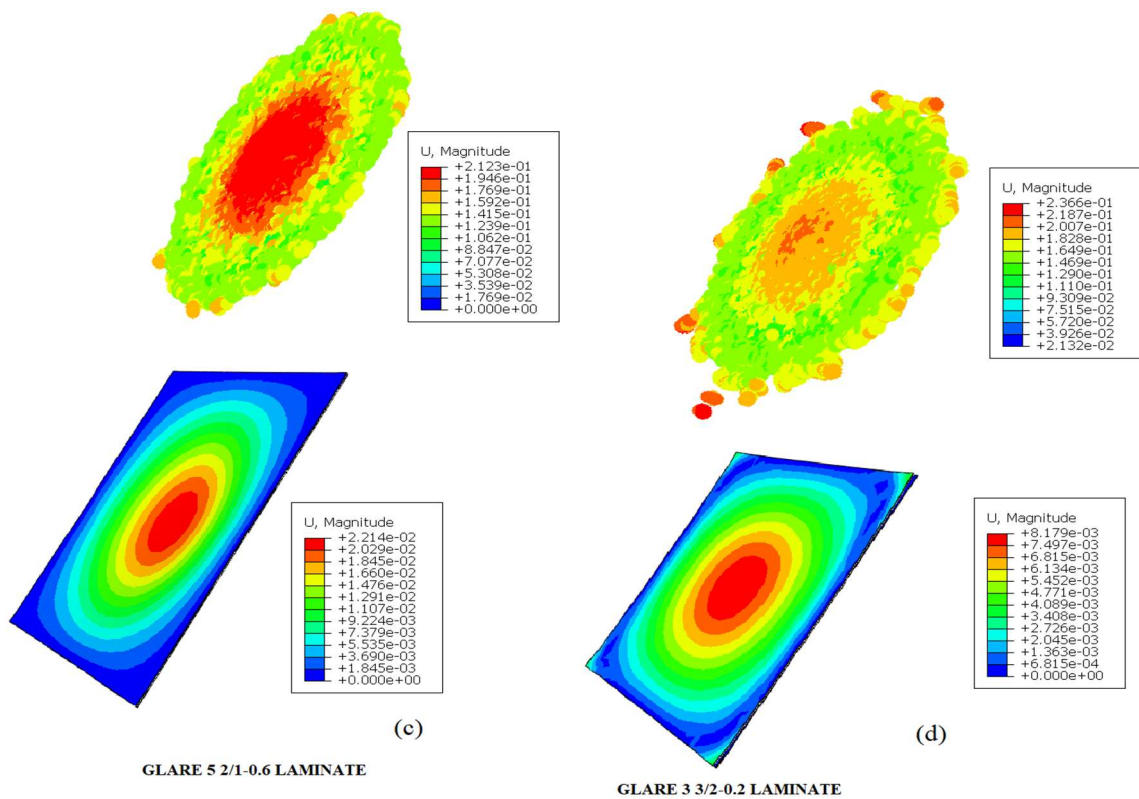 U, Magnitude
+2.123e-01
+1.946e-01
+1.769e-01
+1.592e-01
+1.415e-01
+1.239e-01
+1.062e-01
+8.847e-02
+7.077e-02
+5.308e-02
+3.539e-02
+1.769e-02
+0.000e+00
U, Magnitude
+2.366e-01
+2.187e-01
+2.007e-01
+1.828e-01
+1.649e-01
+1.469e-01
+1.290e-01
+1.110e-01
+9.309e-02
+7.515e-02
+5.720e-02
+3.926e-02
+2.132e-02
U, Magnitude
+2.214e-02
+2.029e-02
+1.845e-02
+1.660e-02
+1.476e-02
+1.291e-02
+1.107e-02
+9.224e-03
+7.379e-03
+5.535e-03
+3.690e-03
+1.845e-03
+0.000e+00
U, Magnitude
+8.179e-03
+7.497e-03
+6.815e-03
+6.134e-03
+5.452e-03
+4.771e-03
+4.089e-03
+3.408e-03
+2.726e-03
+2.045e-03
+1.363e-03
+6.815e-04
+0.000e+00
(c)
(d)
GLARE 5 2/1-0.6 LAMINATE
GLARE 3 3/2-0.2 LAMINATE